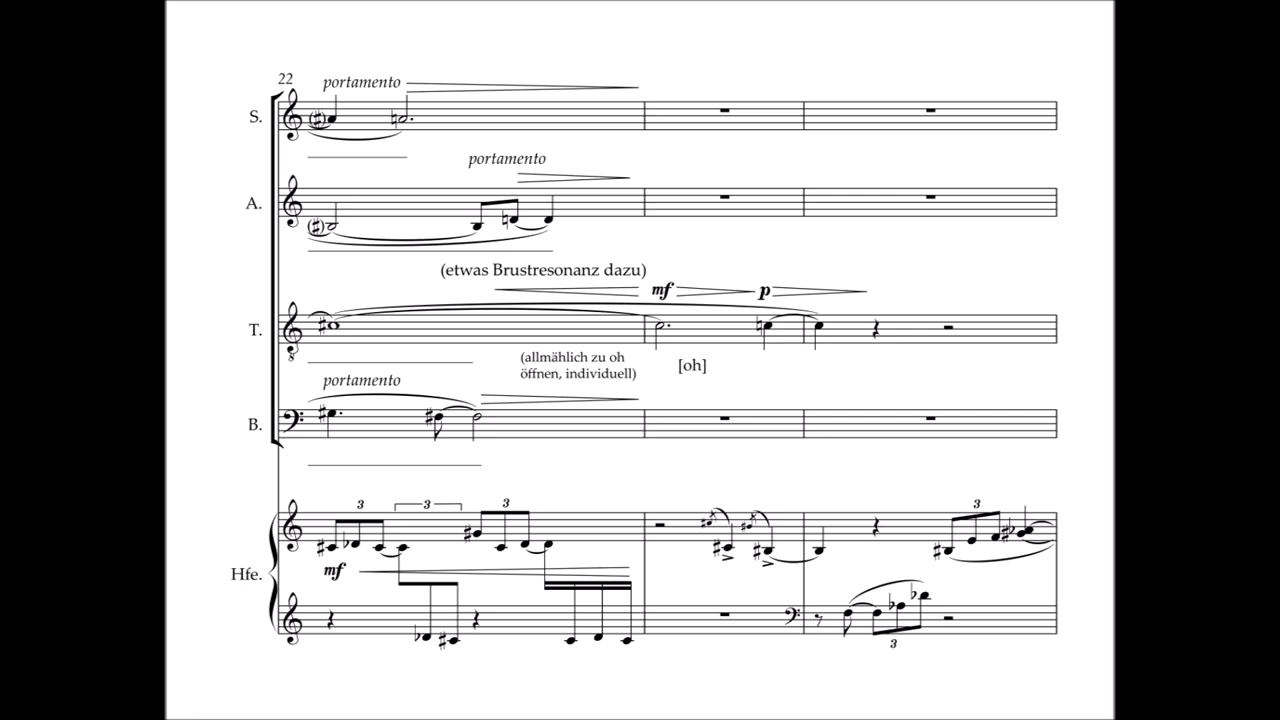 22
portamento
S.
portamento
A.
(etwas Brustresonanz dazu)
mf
p
T.
8
(allmählich zu oh
öffnen, individuell)
[oh]
portamento
B.
3
3
3
3
mf
Hfe.
3